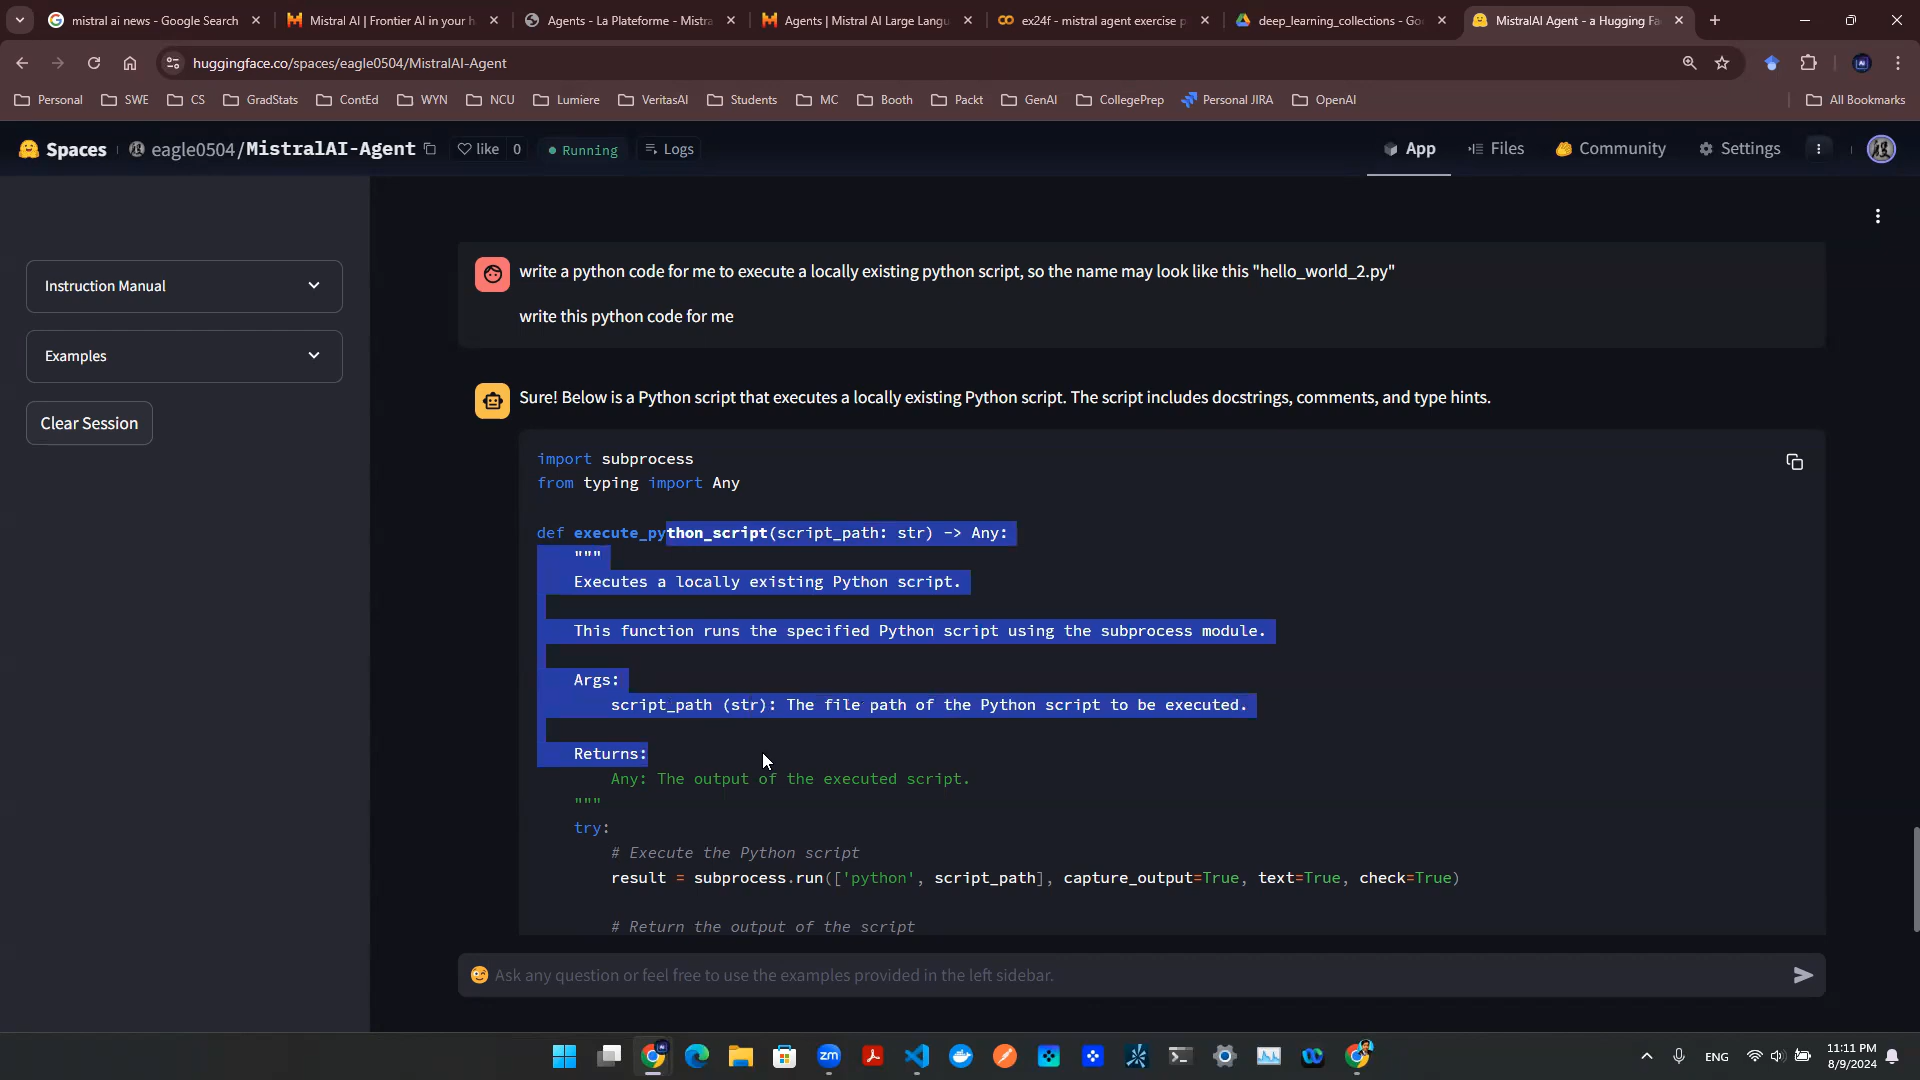 mistral ai news - Google Search
Mistral AI | Frontier AI in your h
Agents - La Plateforme - Mistra
Agents | Mistral AI Large Langu
ex24f - mistral agent exercise p
deep_learning_collections - Goo
MistralAI Agent - a Hugging Fa
huggingface.co/spaces/eagle0504/MistralAI-Agent
Personal
SWE
CS
GradStats
ContEd
WYN
NCU
Lumiere
VeritasAI
Students
MC
Booth
Packt
GenAI
CollegePrep
Personal JIRA
OpenAI
All Bookmarks
Spaces
eagle0504/MistralAI-Agent
like 0
Running
Logs
App
Files
Community
Settings
Instruction Manual
Examples
Clear Session
write a python code for me to execute a locally existing python script, so the name may look like this "hello_world_2.py"
write this python code for me
Sure! Below is a Python script that executes a locally existing Python script. The script includes docstrings, comments, and type hints.
import subprocess
from typing import Any
def execute_python_script(script_path: str) -> Any:
"""
Executes a locally existing Python script.
This function runs the specified Python script using the subprocess module.
Args:
script_path (str): The file path of the Python script to be executed.
Returns:
Any: The output of the executed script.
"""
try:
# Execute the Python script
result = subprocess.run(['python', script_path], capture_output=True, text=True, check=True)
# Return the output of the script
Ask any question or feel free to use the examples provided in the left sidebar.
zm
ENG
11:11 PM
8/9/2024